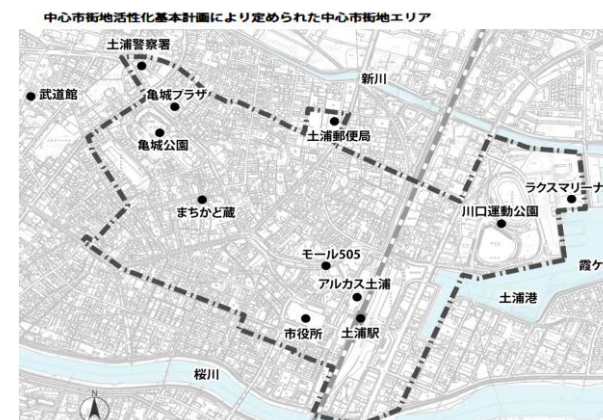 中心市街地活性化基本計画により定められた中心市街地エリア
土浦警察署
新川
武道館
亀城プラザ
土浦郵便局
亀城公園
ラクスマリーナ
まちかど蔵
川口運動公園
モール505
霞ケ
アルカス土浦
土浦港
市役所
土浦駅
桜川
N